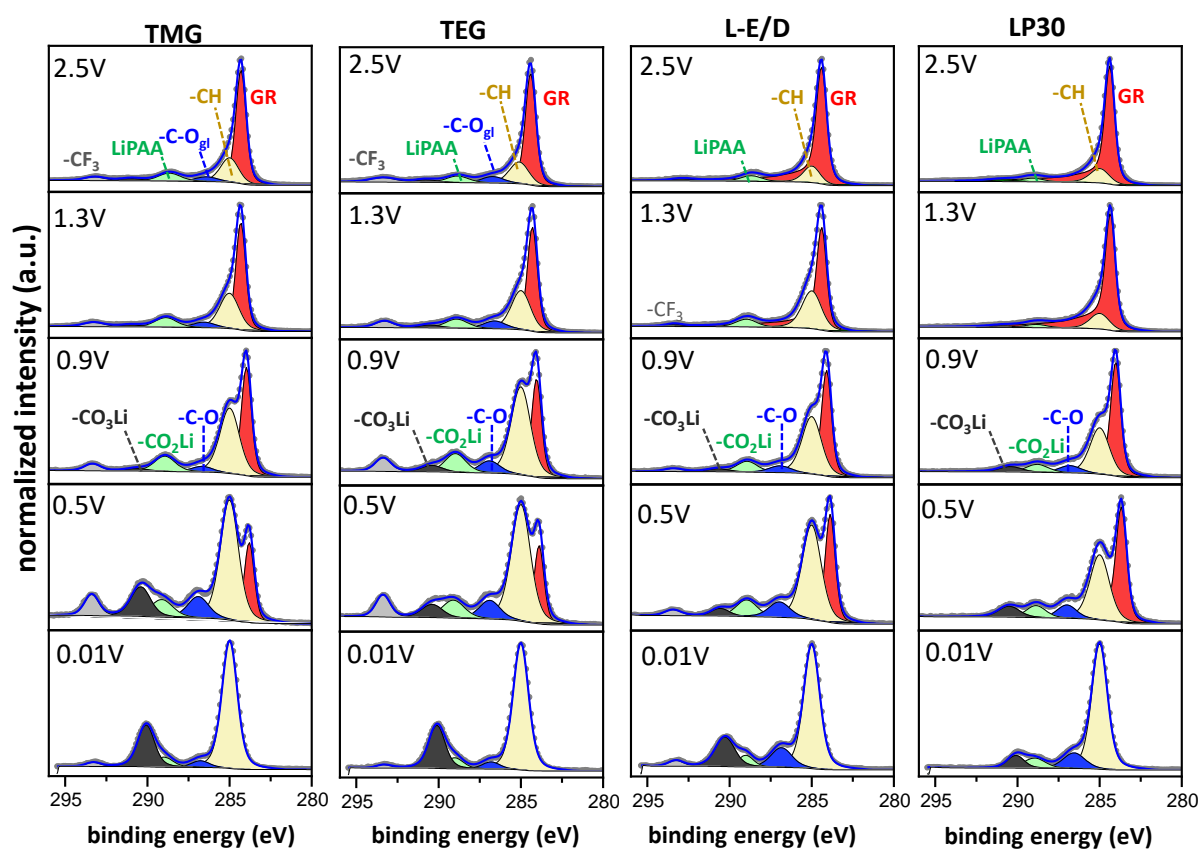 TMG
TEG
L-E/D
LP30
normalized intensity (a.u.)
2.5V
-CF₃
LiPAA
-C-Ogl
-CH
GR
2.5V
-CF₃
LiPAA
-C-Ogl
-CH
GR
2.5V
LiPAA
-CH
GR
2.5V
LiPAA
-CH
GR
1.3V
1.3V
1.3V
-CF₃
1.3V
0.9V
-CO₃Li
-CO₂Li
-C-O
0.9V
-CO₃Li
-CO₂Li
-C-O
0.9V
-CO₃Li
-CO₂Li
-C-O
0.9V
-CO₃Li
-CO₂Li
-C-O
0.5V
0.5V
0.5V
0.5V
0.01V
0.01V
0.01V
0.01V
295 290 285 280
295 290 285 280
295 290 285 280
295 290 285 280
binding energy (eV)
binding energy (eV)
binding energy (eV)
binding energy (eV)